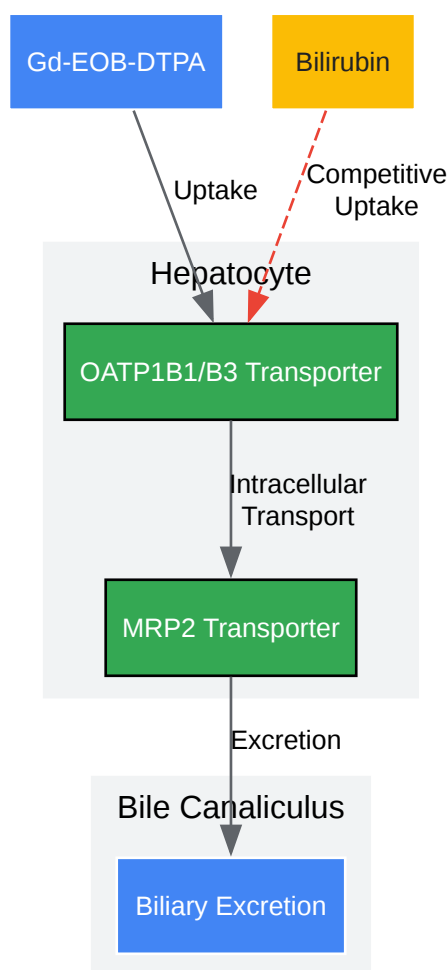 Gd-EOB-DTPA
Bilirubin
Uptake
Competitive
Uptake
Hepatocyte
OATP1B1/B3 Transporter
Intracellular
Transport
MRP2 Transporter
Excretion
Bile Canaliculus
Biliary Excretion